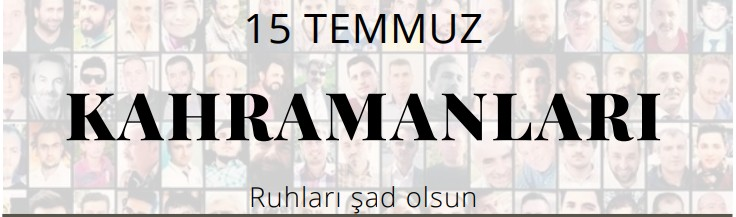 15 TEMMUZ
KAHRAMANLARI
Ruhları şad olsun